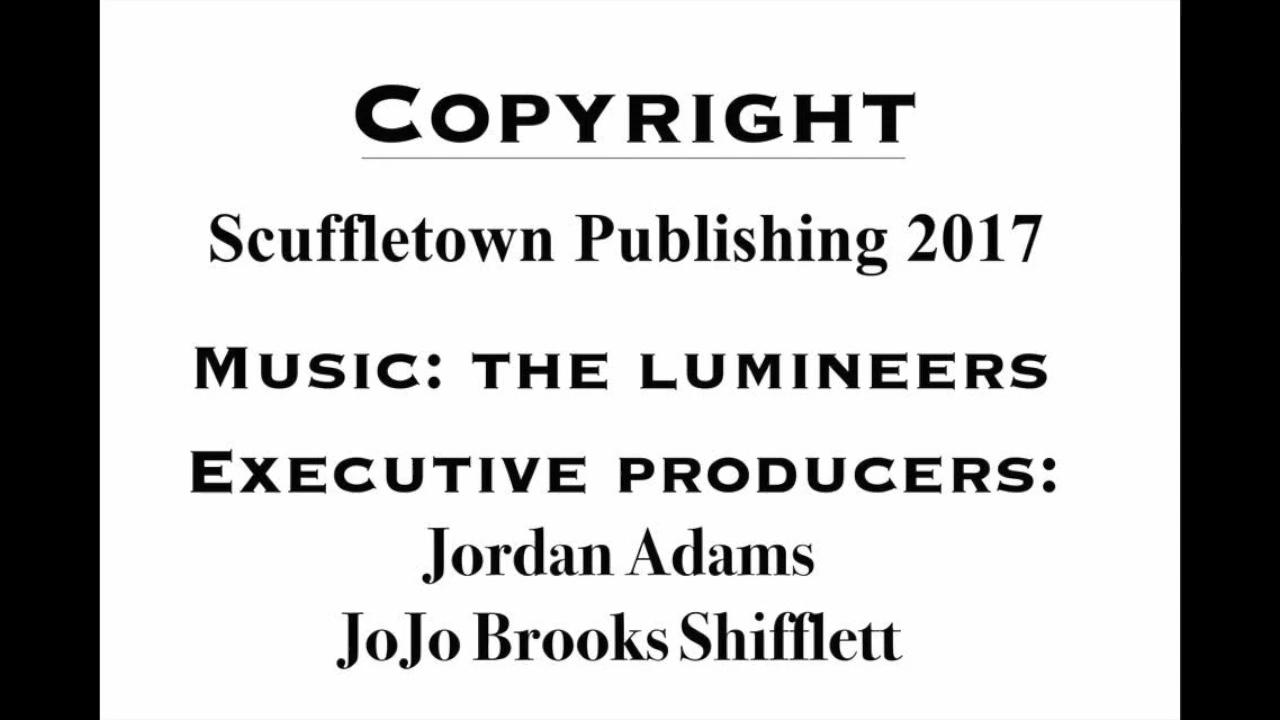 COPYRIGHT
Scuffletown Publishing 2017
MUSIC: THE LUMINEERS
EXECUTIVE PRODUCERS:
Jordan Adams
JoJo Brooks Shifflett